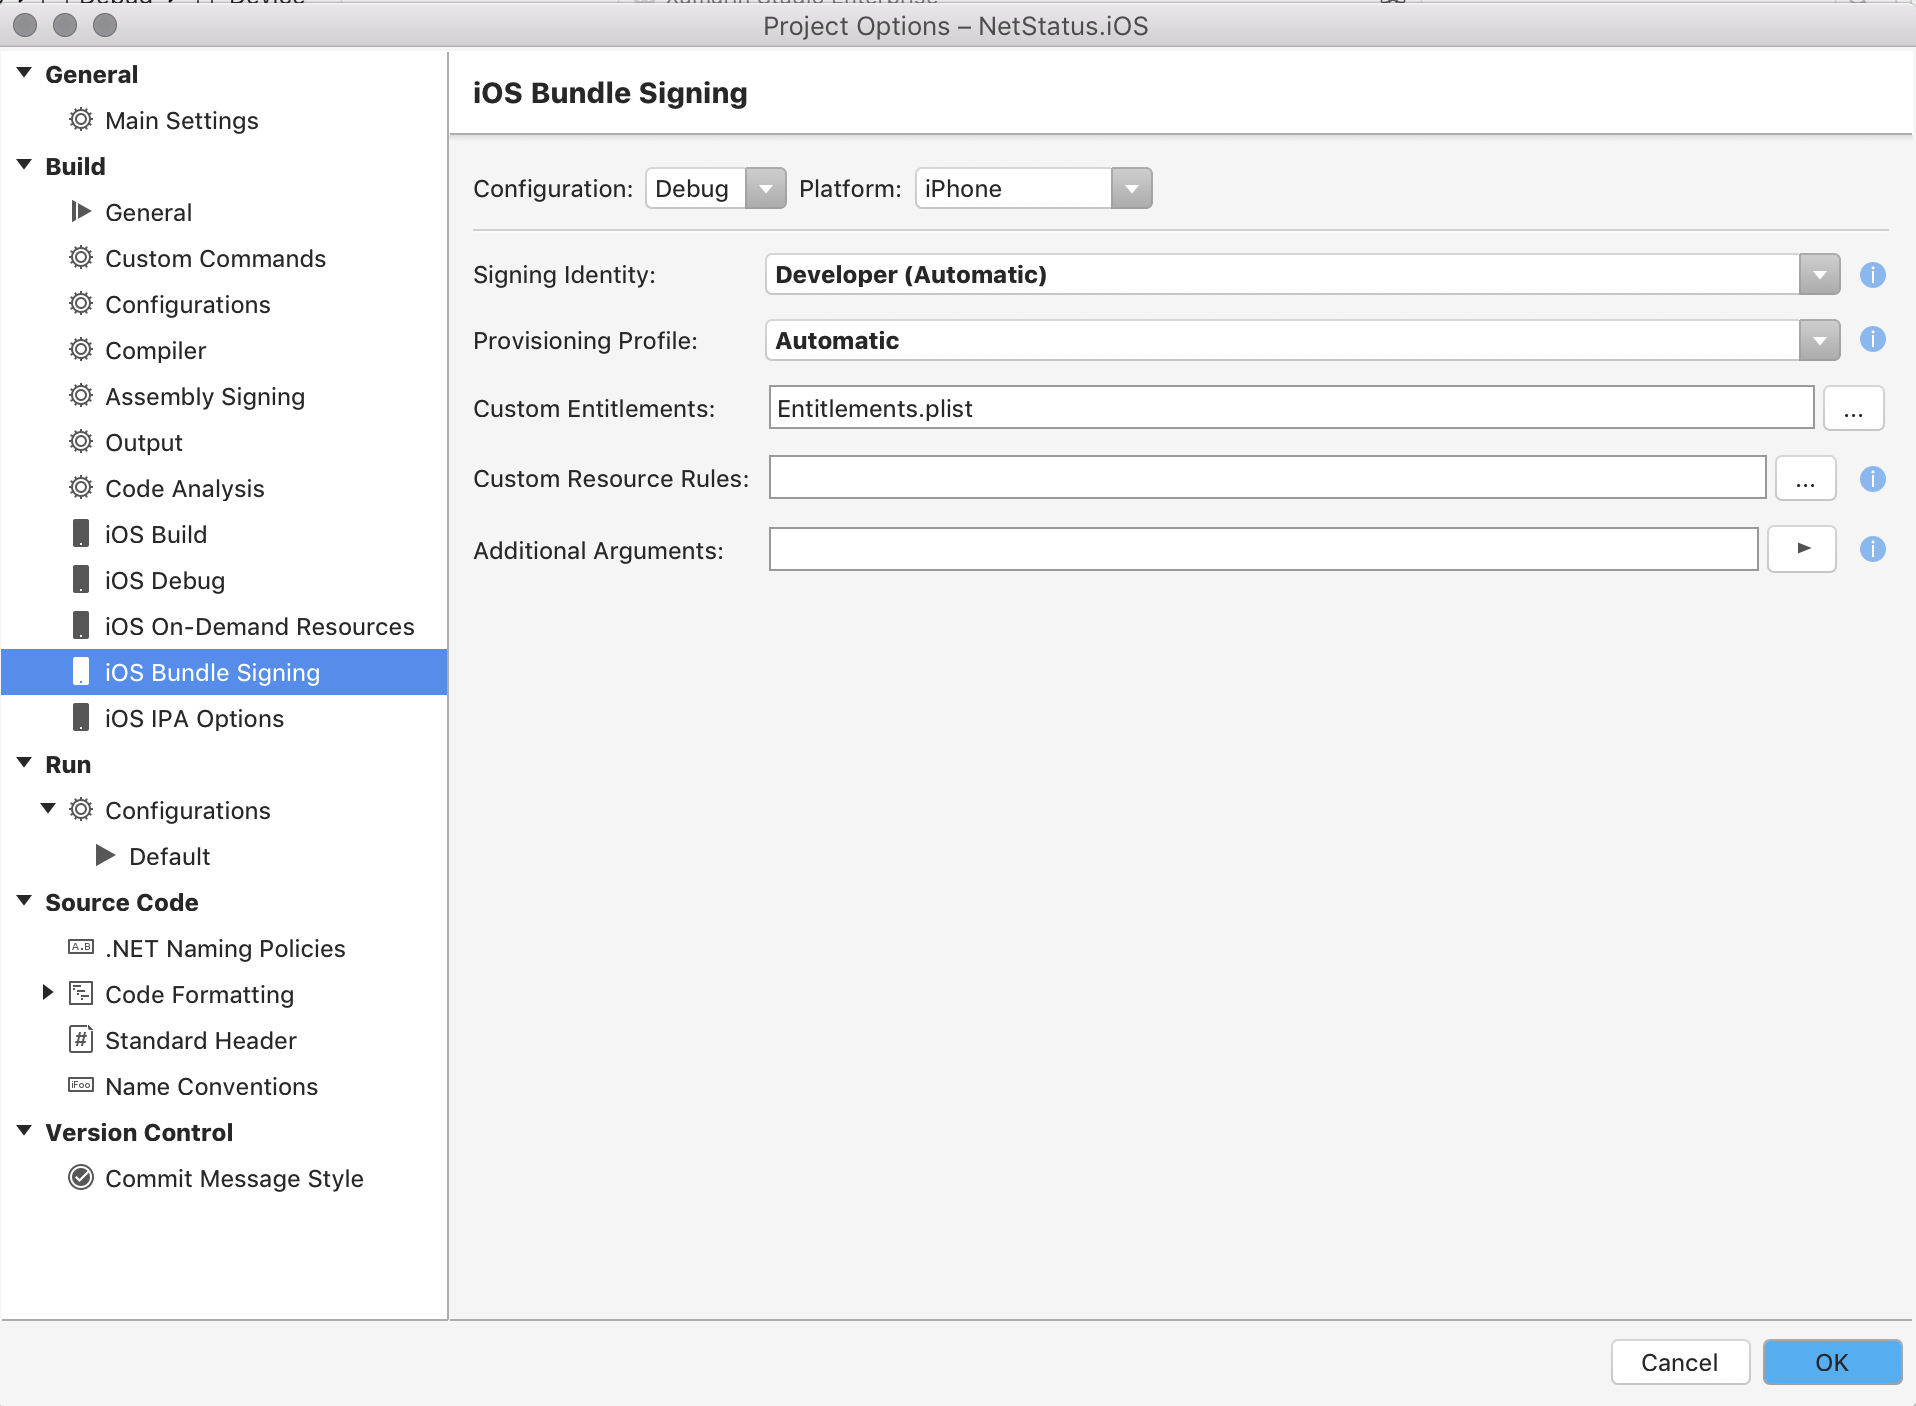 Project Options – NetStatus.iOS
General
Main Settings
Build
General
Custom Commands
Configurations
Compiler
Assembly Signing
Output
Code Analysis
iOS Build
iOS Debug
iOS On-Demand Resources
iOS Bundle Signing
iOS IPA Options
Run
Configurations
Default
Source Code
A.B .NET Naming Policies
Code Formatting
# Standard Header
iFoo Name Conventions
Version Control
Commit Message Style
iOS Bundle Signing
Configuration: Debug Platform: iPhone
Signing Identity: Developer (Automatic)
Provisioning Profile: Automatic
Custom Entitlements: Entitlements.plist ...
Custom Resource Rules: ...
Additional Arguments:
Cancel OK